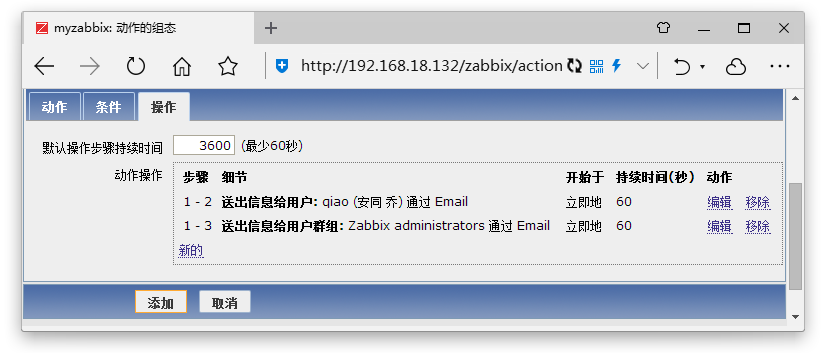 myzabbix: 动作的组态
http://192.168.18.132/zabbix/action
动作 条件 操作
默认操作步骤持续时间 3600 (最少60秒)
动作操作 步骤 细节 开始于 持续时间(秒) 动作
1 - 2 送出信息给用户: qiao (安同 乔) 通过 Email 立即地 60 编辑 移除
1 - 3 送出信息给用户群组: Zabbix administrators 通过 Email 立即地 60 编辑 移除
新的
添加 取消